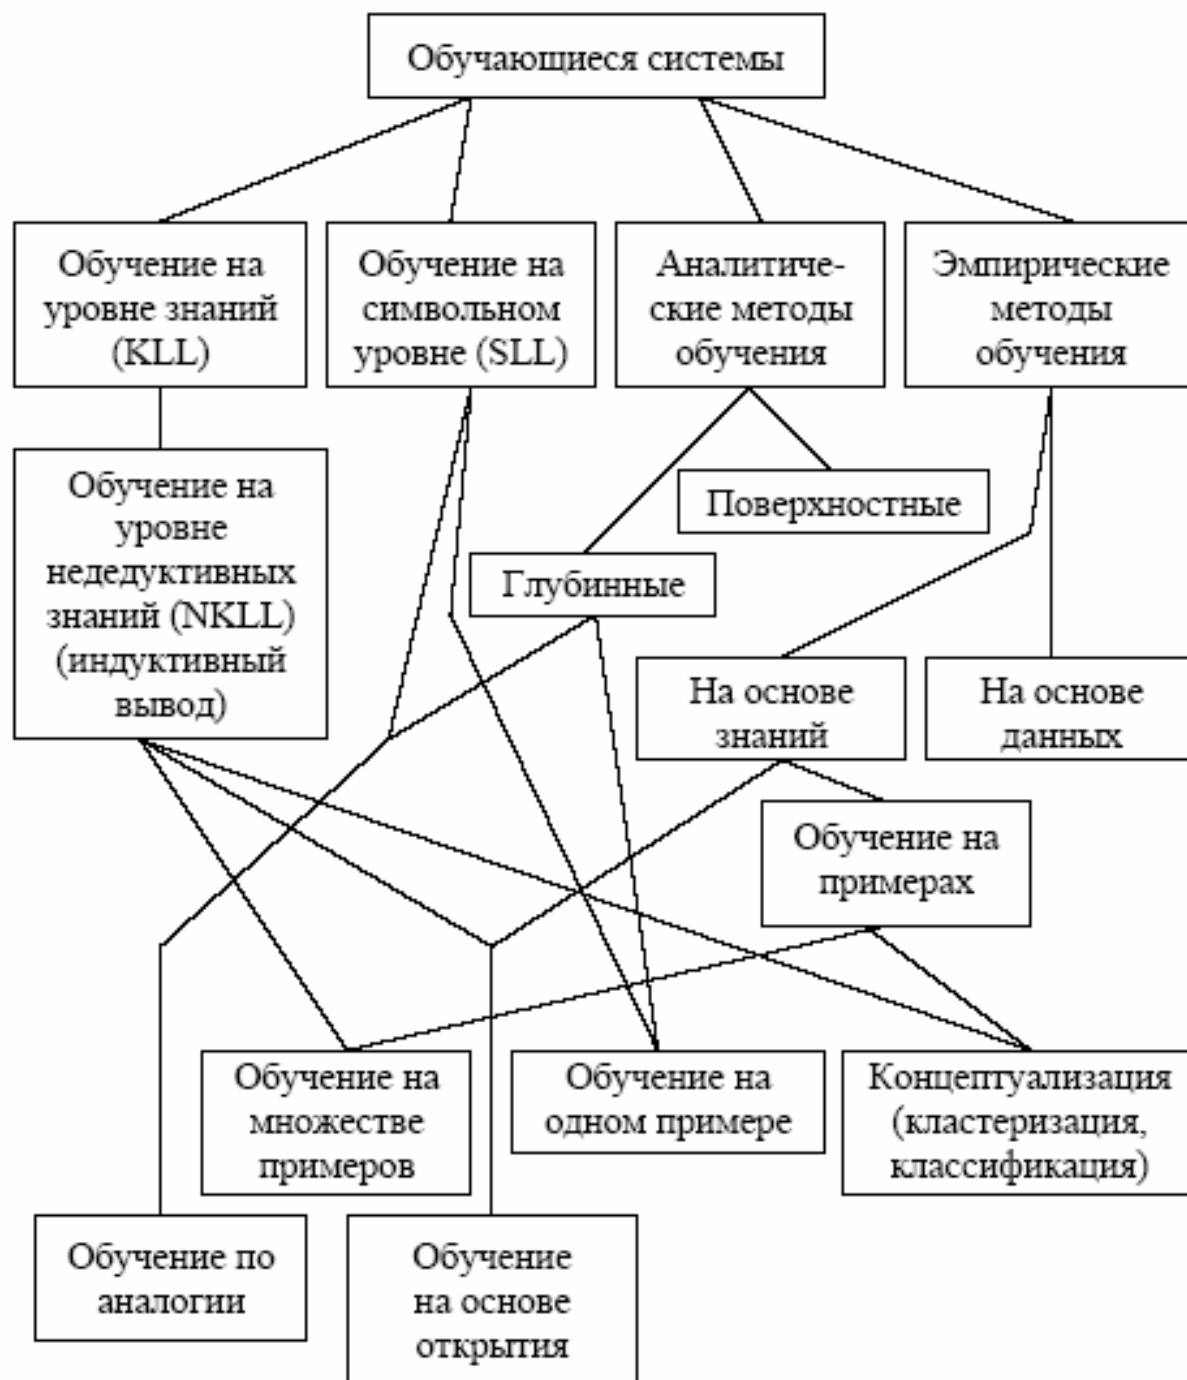 Обучающиеся системы
Обучение на
уровне знаний
(KLL)
Обучение на
символьном
уровне (SLL)
Аналитиче-
ские методы
обучения
Эмпирические
методы
обучения
Обучение на
уровне
недедуктивных
знаний (NKLL)
(индуктивный
вывод)
Поверхностные
Глубинные
На основе
знаний
На основе
данных
Обучение на
примерах
Обучение на
множестве
примеров
Обучение на
одном примере
Концептуализация
(кластеризация,
классификация)
Обучение по
аналогии
Обучение
на основе
открытия